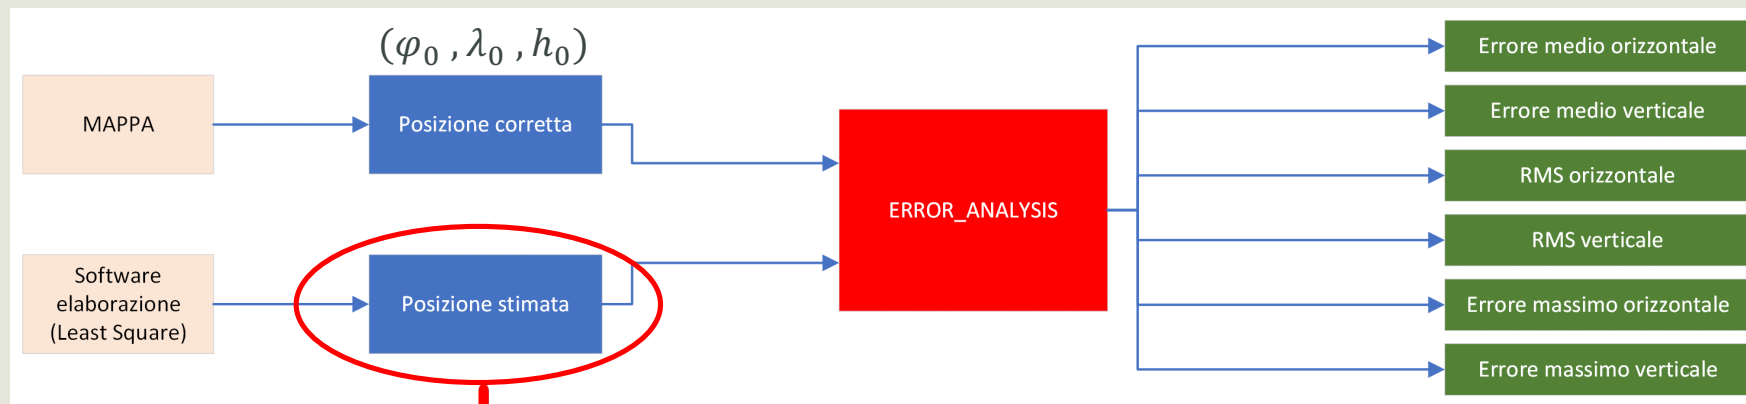 (φ₀ , λ₀ , h₀)
MAPPA
Posizione corretta
Software
elaborazione
(Least Square)
Posizione stimata
ERROR_ANALYSIS
Errore medio orizzontale
Errore medio verticale
RMS orizzontale
RMS verticale
Errore massimo orizzontale
Errore massimo verticale